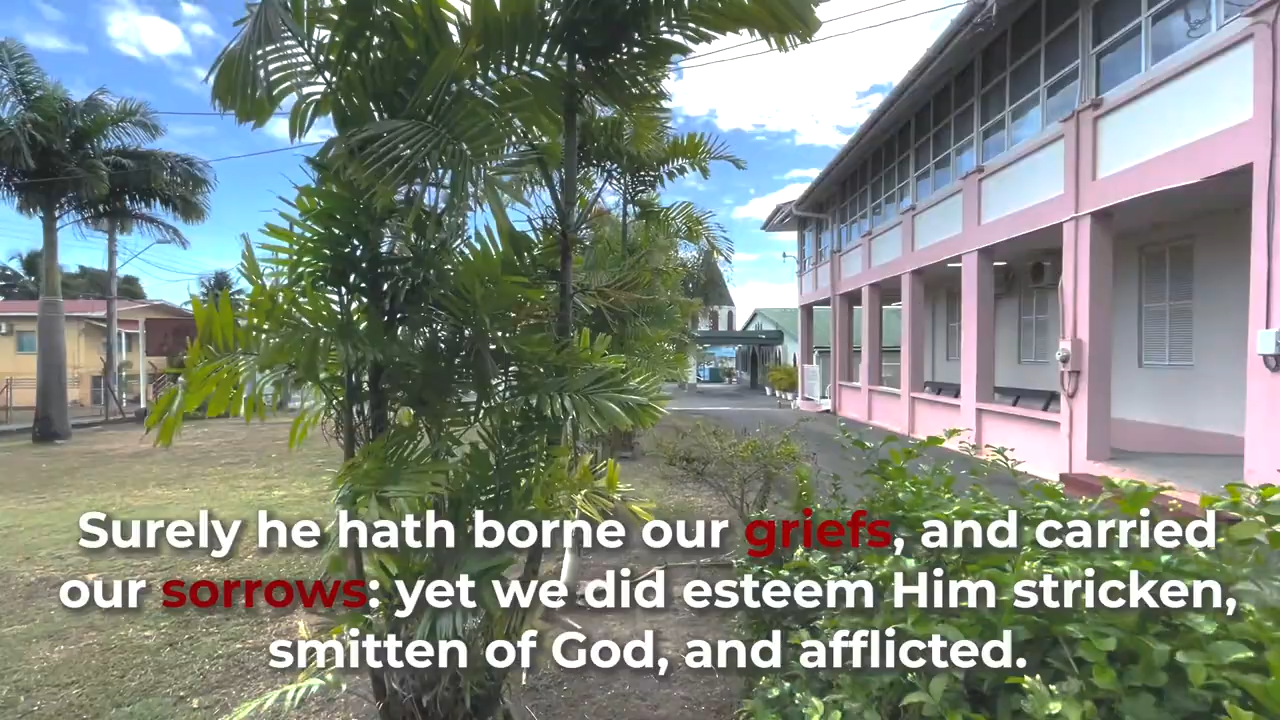 Surely he hath borne our griefs, and carried
our sorrows: yet we did esteem Him stricken,
smitten of God, and afflicted.